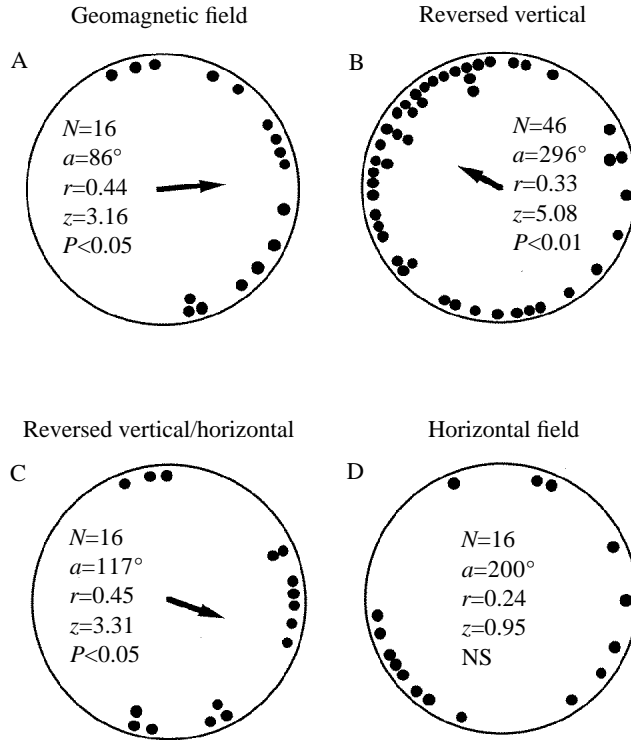 Geomagnetic field
A
N=16
a=86°
r=0.44
z=3.16
P<0.05
Reversed vertical
B
N=46
a=296°
r=0.33
z=5.08
P<0.01
Reversed vertical/horizontal
C
N=16
a=117°
r=0.45
z=3.31
P<0.05
Horizontal field
D
N=16
a=200°
r=0.24
z=0.95
NS